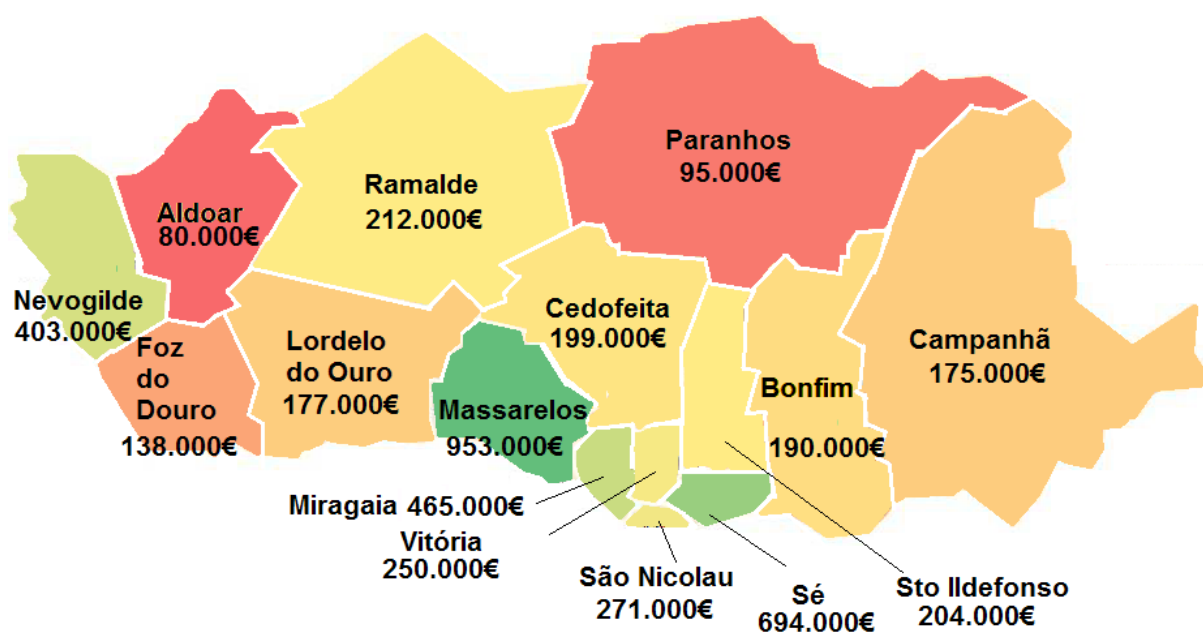 Paranhos
95.000€
Ramalde
212.000€
Aldoar
80.000€
Nevogilde
403.000€
Cedofeita
199.000€
Campanhã
175.000€
Foz
do
Douro
138.000€
Lordelo
do Ouro
177.000€
Bonfim
190.000€
Massarelos
953.000€
Miragaia 465.000€
Vitória
250.000€
São Nicolau
271.000€
Sé
694.000€
Sto Ildefonso
204.000€